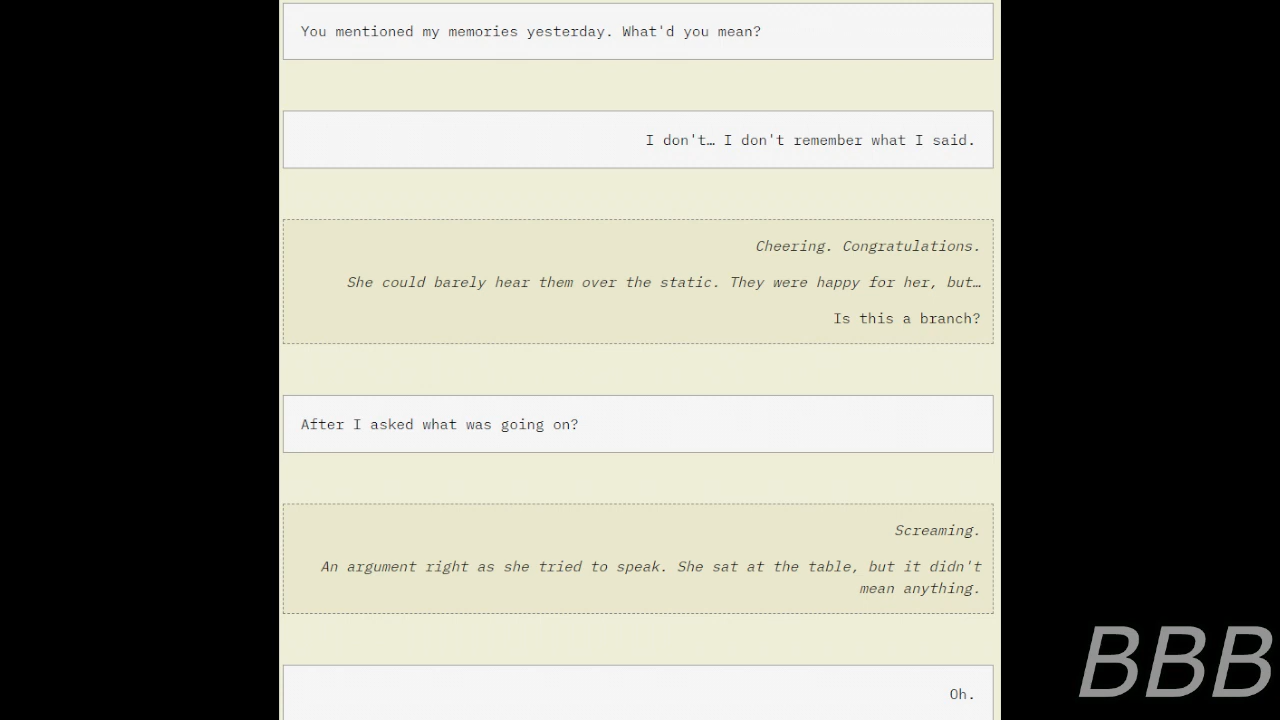 You mentioned my memories yesterday. What'd you mean?
I don't… I don't remember what I said.
Cheering. Congratulations.
She could barely hear them over the static. They were happy for her, but…
Is this a branch?
After I asked what was going on?
Screaming.
An argument right as she tried to speak. She sat at the table, but it didn't
mean anything.
Oh.
BBB